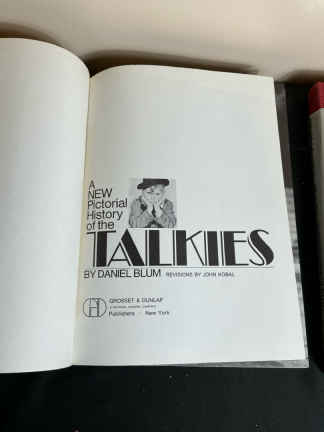 A
NEW
Pictorial
History
of the
TALKIES
BY DANIEL BLUM REVISIONS BY JOHN KOBAL
GROSSET & DUNLAP
Publishers · New York